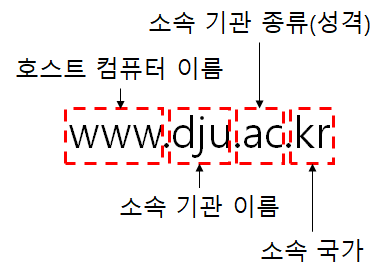 소속 기관 종류(성격)
호스트 컴퓨터 이름
www.dju.ac.kr
소속 기관 이름
소속 국가